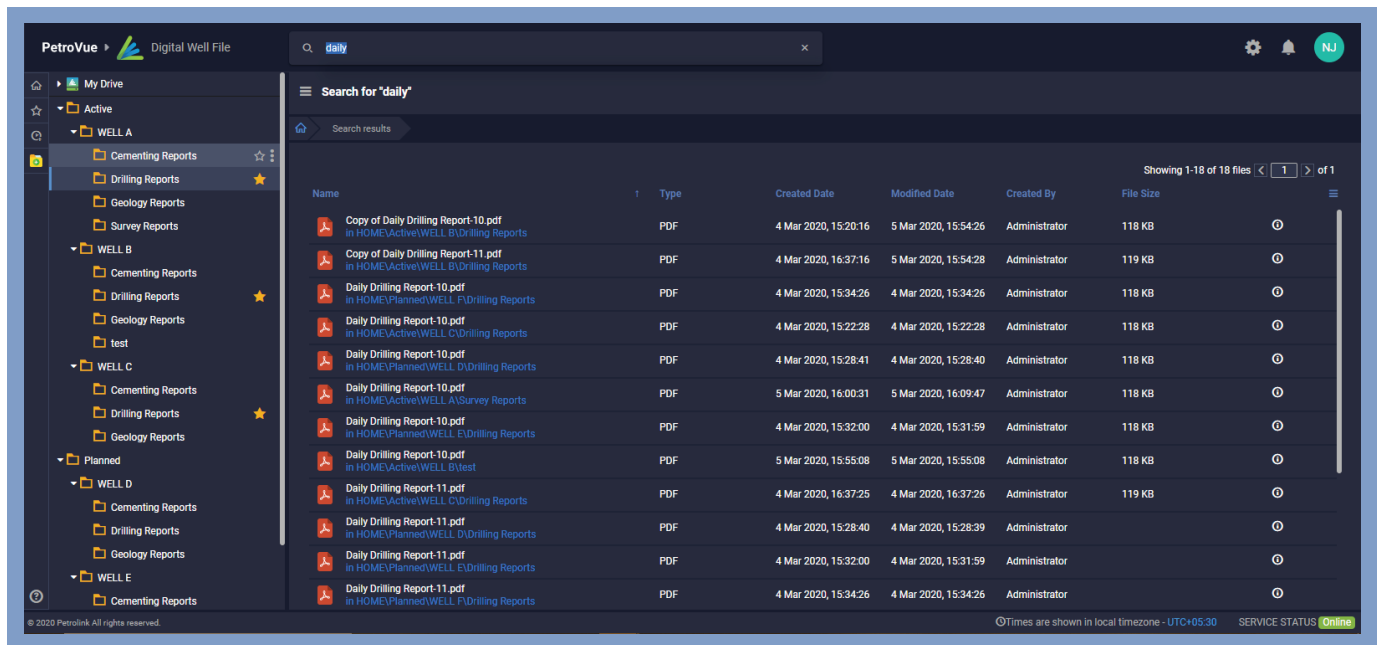 PetroVue Digital Well File
daily
NJ
My Drive
Active
WELL A
Cementing Reports
Drilling Reports
Geology Reports
Survey Reports
WELL B
Cementing Reports
Drilling Reports
Geology Reports
test
WELL C
Cementing Reports
Drilling Reports
Geology Reports
Planned
WELL D
Cementing Reports
Drilling Reports
Geology Reports
WELL E
Cementing Reports
Search for "daily"
Search results
Showing 1-18 of 18 files 1 of 1
Name Type Created Date Modified Date Created By File Size
Copy of Daily Drilling Report-10.pdf
in HOME\Active\WELL B\Drilling Reports
PDF 4 Mar 2020, 15:20:16 5 Mar 2020, 15:54:26 Administrator 118 KB
Copy of Daily Drilling Report-11.pdf
in HOME\Active\WELL B\Drilling Reports
PDF 4 Mar 2020, 16:37:16 5 Mar 2020, 15:54:28 Administrator 119 KB
Daily Drilling Report-10.pdf
in HOME\Planned\WELL F\Drilling Reports
PDF 4 Mar 2020, 15:34:26 4 Mar 2020, 15:34:26 Administrator 118 KB
Daily Drilling Report-10.pdf
in HOME\Active\WELL C\Drilling Reports
PDF 4 Mar 2020, 15:22:28 4 Mar 2020, 15:22:28 Administrator 118 KB
Daily Drilling Report-10.pdf
in HOME\Planned\WELL D\Drilling Reports
PDF 4 Mar 2020, 15:28:41 4 Mar 2020, 15:28:40 Administrator 118 KB
Daily Drilling Report-10.pdf
in HOME\Active\WELL A\Survey Reports
PDF 5 Mar 2020, 16:00:31 5 Mar 2020, 16:09:47 Administrator 118 KB
Daily Drilling Report-10.pdf
in HOME\Planned\WELL E\Drilling Reports
PDF 4 Mar 2020, 15:32:00 4 Mar 2020, 15:31:59 Administrator 118 KB
Daily Drilling Report-10.pdf
in HOME\Active\WELL B\test
PDF 5 Mar 2020, 15:55:08 5 Mar 2020, 15:55:08 Administrator 118 KB
Daily Drilling Report-11.pdf
in HOME\Active\WELL C\Drilling Reports
PDF 4 Mar 2020, 16:37:25 4 Mar 2020, 16:37:26 Administrator 119 KB
Daily Drilling Report-11.pdf
in HOME\Planned\WELL D\Drilling Reports
PDF 4 Mar 2020, 15:28:40 4 Mar 2020, 15:28:39 Administrator
Daily Drilling Report-11.pdf
in HOME\Planned\WELL E\Drilling Reports
PDF 4 Mar 2020, 15:32:00 4 Mar 2020, 15:31:59 Administrator
Daily Drilling Report-11.pdf
in HOME\Planned\WELL F\Drilling Reports
PDF 4 Mar 2020, 15:34:26 4 Mar 2020, 15:34:26 Administrator
© 2020 Petrolink All rights reserved.
Times are shown in local timezone - UTC+05:30 SERVICE STATUS Online